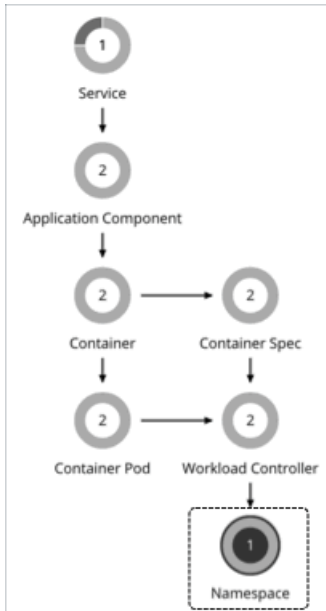 1
Service
2
Application Component
2 2
Container Container Spec
2 2
Container Pod Workload Controller
1
Namespace